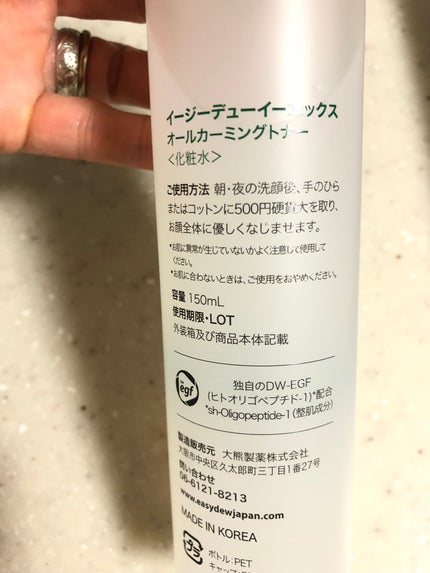 イージーデューイーエックス
オールカーミングトナー
＜化粧水＞
ご使用方法 朝・夜の洗顔後、手のひら
またはコットンに500円硬貨大を取り、
お顔全体に優しくなじませます。
*お肌に異常が生じていないかよく注意して使用して
ください。
*お肌に合わないときは、ご使用をおやめください。
容量 150mL
使用期限・LOT
外装箱及び商品本体記載
egf
独自のDW-EGF
(ヒトオリゴペプチド-1)*配合
*sh-Oligopeptide-1(整肌成分)
製造販売元 大熊製薬株式会社
大阪市中央区久太郎町三丁目1番27号
問い合わせ
06-6121-8213
www.easydewjapan.com
MADE IN KOREA
プラ
ボトル:PET
キャップ:P